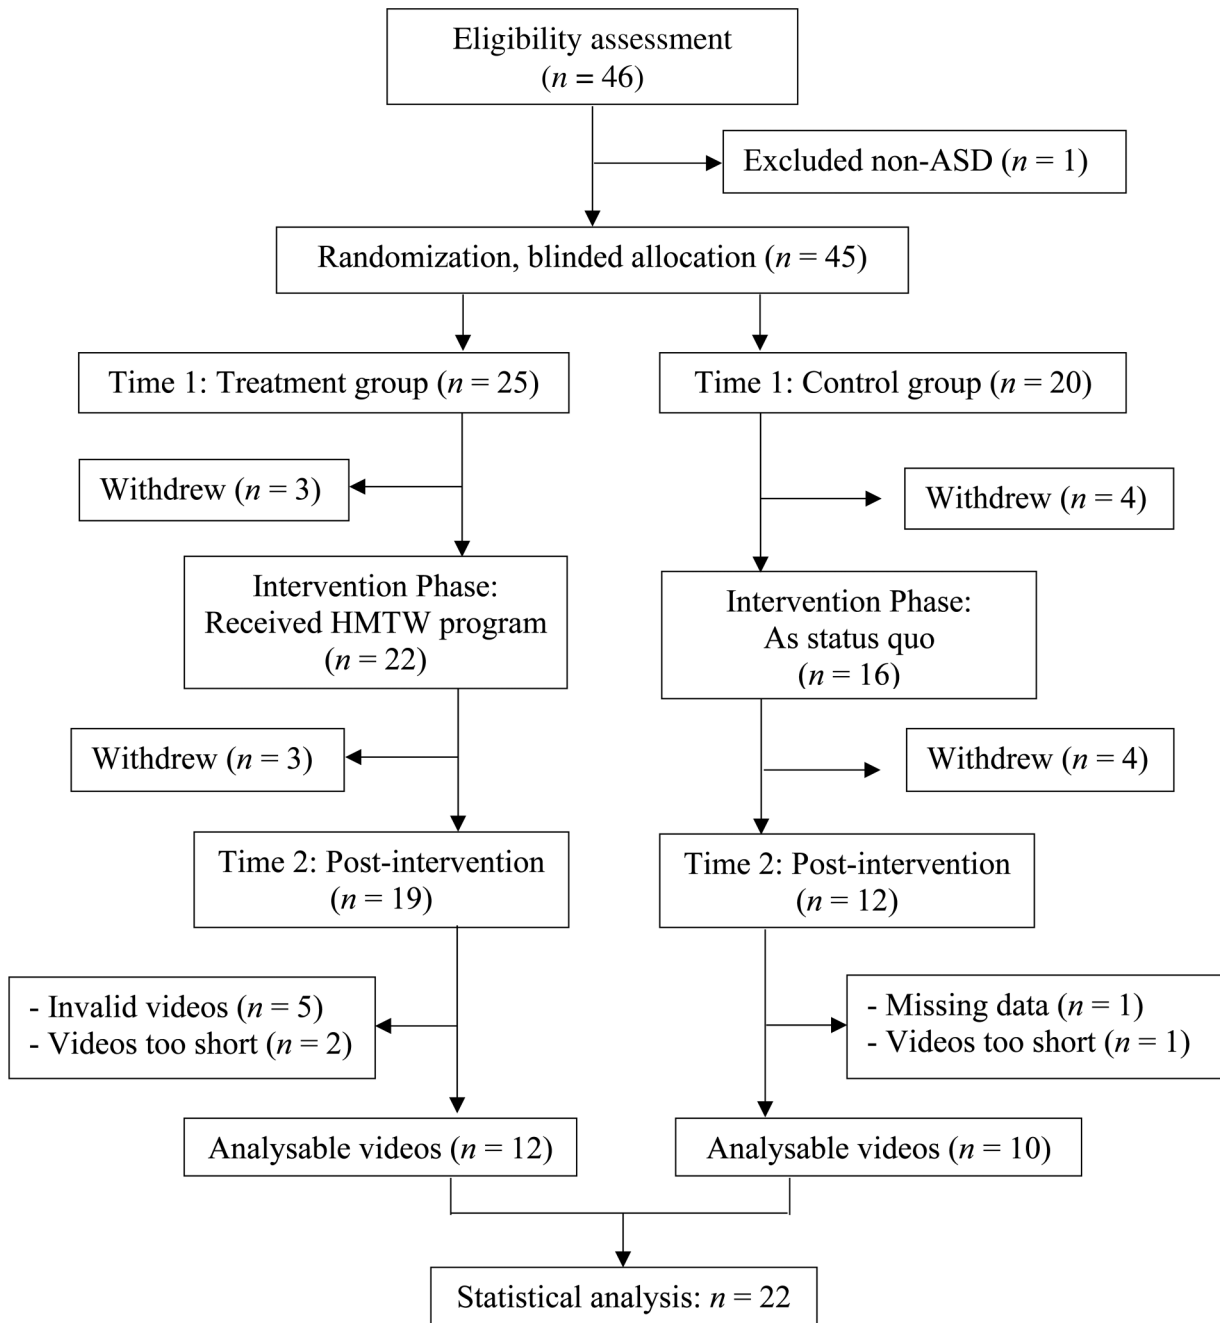 Eligibility assessment
(n = 46)
Excluded non-ASD (n = 1)
Randomization, blinded allocation (n = 45)
Time 1: Treatment group (n = 25)
Time 1: Control group (n = 20)
Withdrew (n = 3)
Withdrew (n = 4)
Intervention Phase:
Received HMTW program
(n = 22)
Intervention Phase:
As status quo
(n = 16)
Withdrew (n = 3)
Withdrew (n = 4)
Time 2: Post-intervention
(n = 19)
Time 2: Post-intervention
(n = 12)
- Invalid videos (n = 5)
- Videos too short (n = 2)
- Missing data (n = 1)
- Videos too short (n = 1)
Analysable videos (n = 12)
Analysable videos (n = 10)
Statistical analysis: n = 22